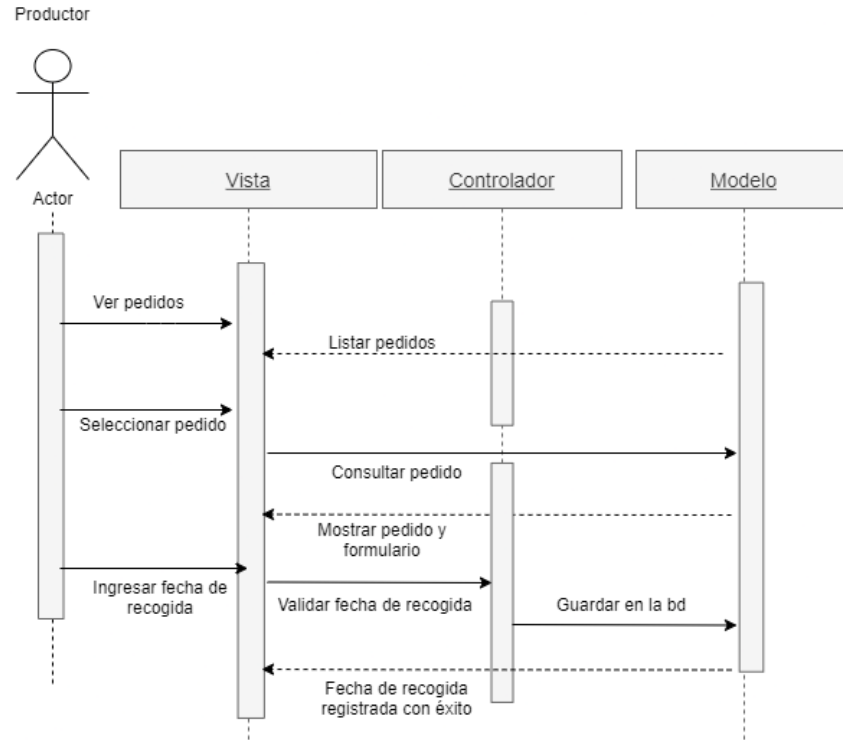 Productor
Actor
Vista
Controlador
Modelo
Ver pedidos
Listar pedidos
Seleccionar pedido
Consultar pedido
Mostrar pedido y
formulario
Ingresar fecha de
recogida
Validar fecha de recogida
Guardar en la bd
Fecha de recogida
registrada con éxito